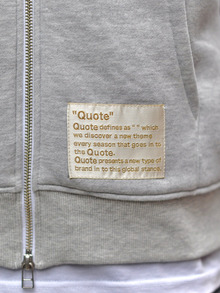 "Quote"
Quote defines as " " which
we discover a new theme
every season that goes in to
the Quote.
Quote presents a new type of
brand in to this global stance.